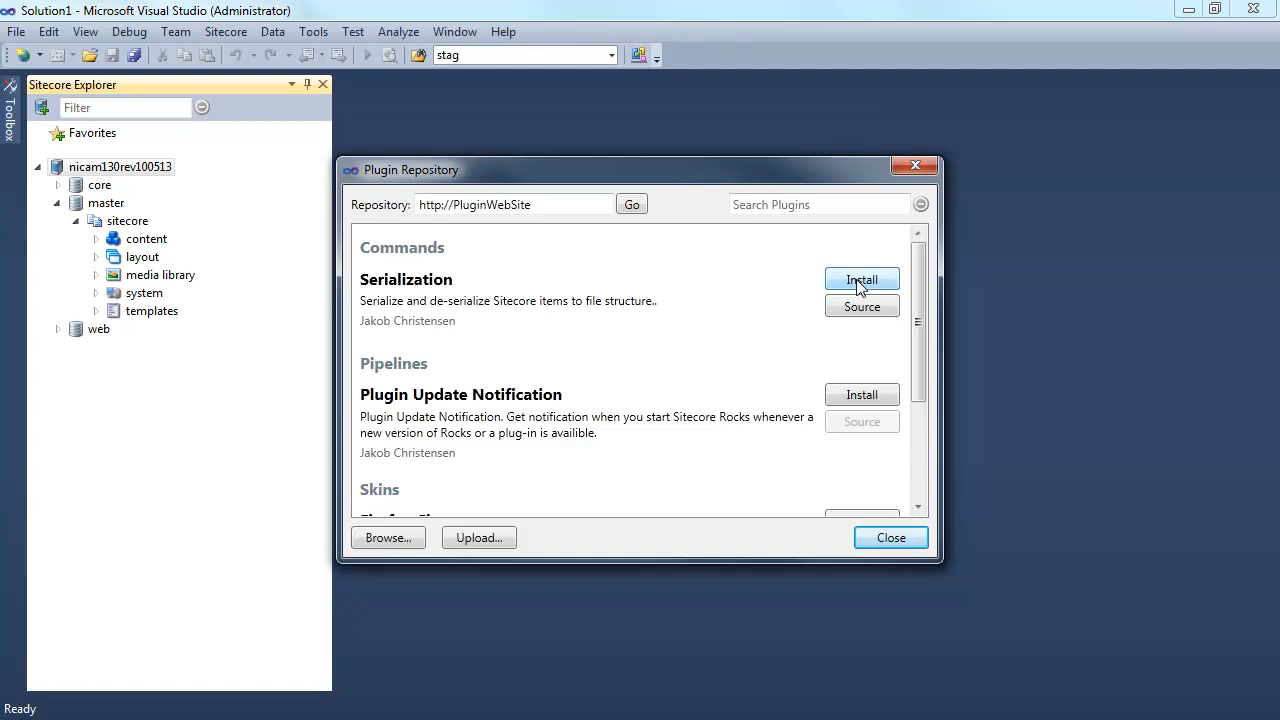 Solution1 - Microsoft Visual Studio (Administrator)
File Edit View Debug Team Sitecore Data Tools Test Analyze Window Help
stag
Toolbox
Sitecore Explorer
Filter
Favorites
nicam130rev100513
core
master
sitecore
content
layout
media library
system
templates
web
Plugin Repository
Repository: http://PluginWebSite Go Search Plugins
Commands
Serialization
Install
Serialize and de-serialize Sitecore items to file structure..
Source
Jakob Christensen
Pipelines
Plugin Update Notification
Install
Plugin Update Notification. Get notification when you start Sitecore Rocks whenever a
new version of Rocks or a plug-in is availible.
Source
Jakob Christensen
Skins
Browse... Upload... Close
Ready